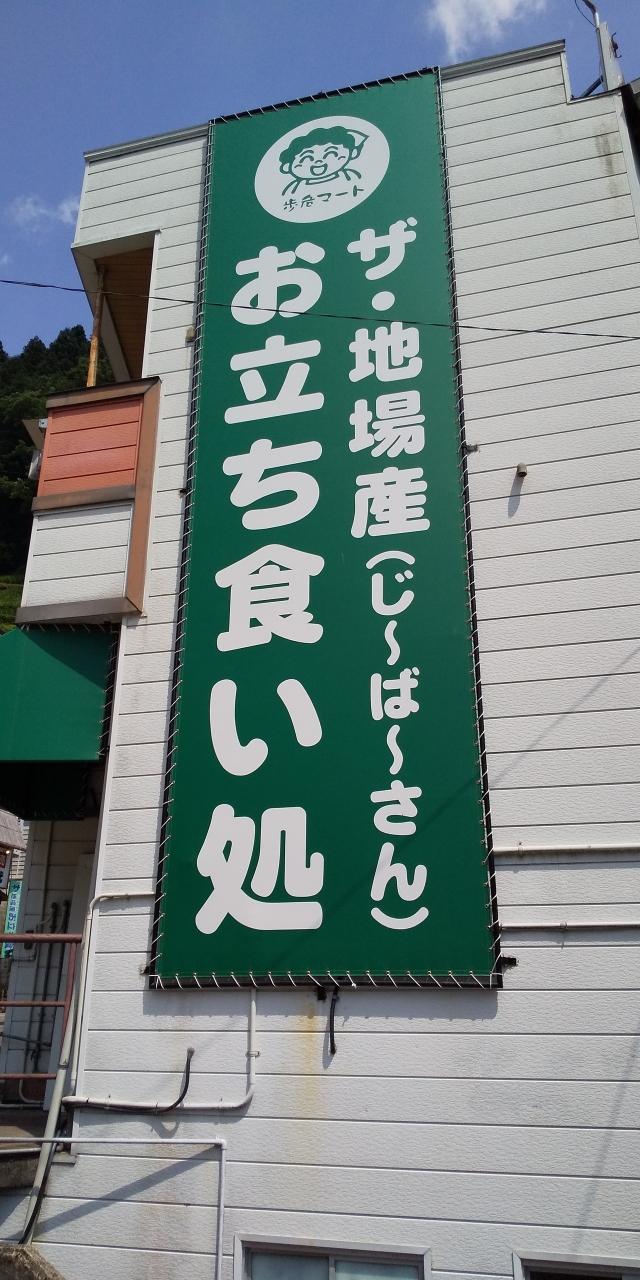 歩危マート
ザ・地場産(じ〜ば〜さん)
お立ち食い処